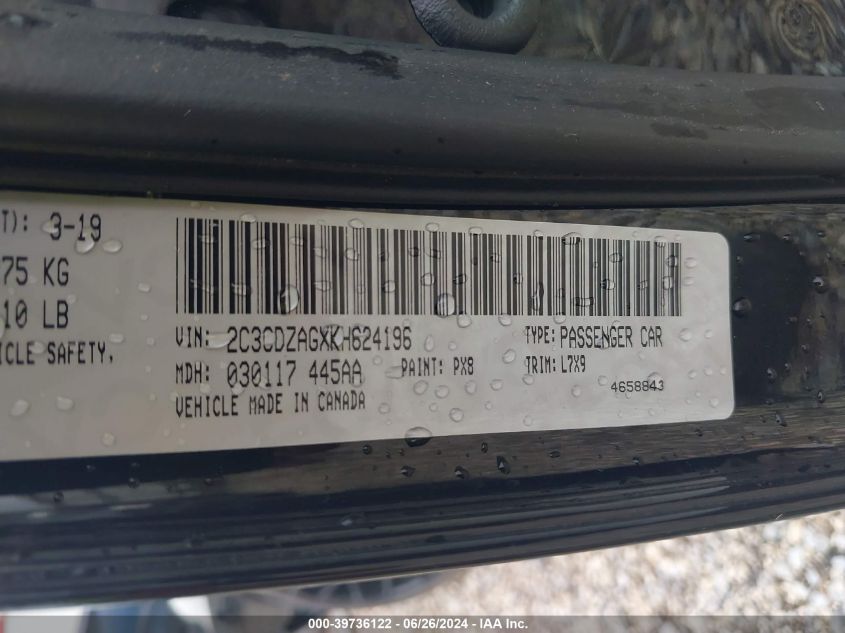 T): 3-19
75 KG
10 LB
ICLE SAFETY,
VIN: 2C3CDZAGXKH624196 TYPE: PASSENGER CAR
MDH: 030117 445AA PAINT: PX8 TRIM: L7X9
VEHICLE MADE IN CANADA 4658843
000-39736122 - 06/26/2024 - IAA Inc.